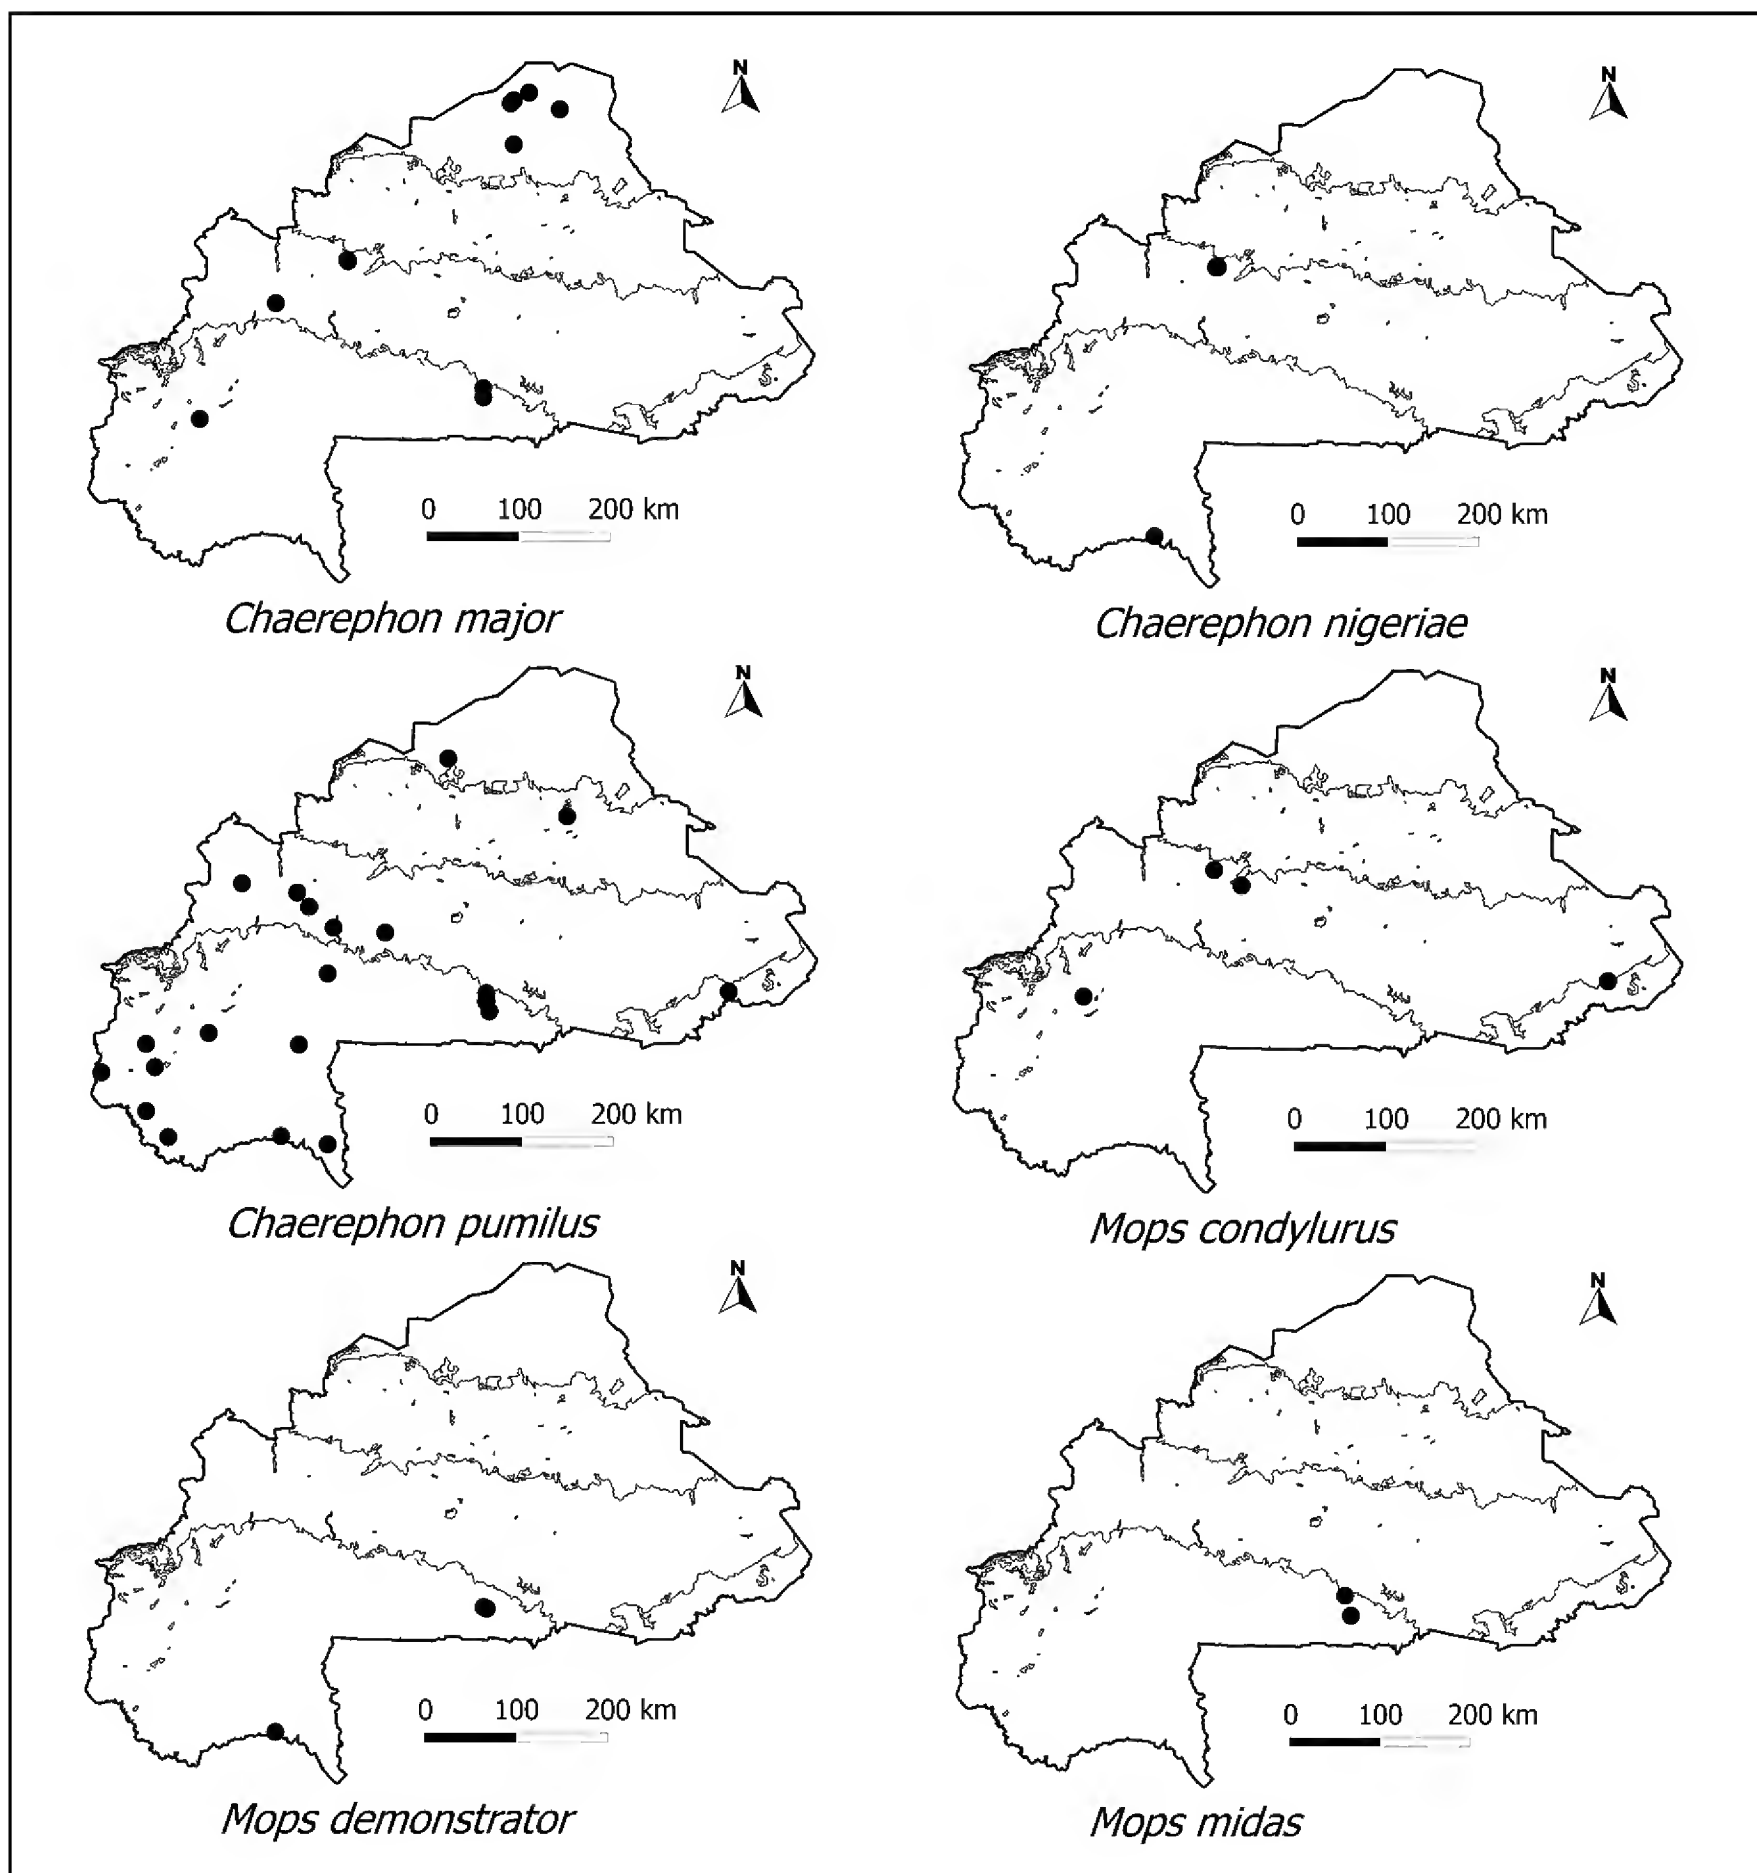 N
N
0 100 200 km
0 100 200 km
Chaerephon major
Chaerephon nigeriae
N
N
0 100 200 km
0 100 200 km
Chaerephon pumilus
Mops condylurus
N
N
0 100 200 km
0 100 200 km
Mops demonstrator
Mops midas